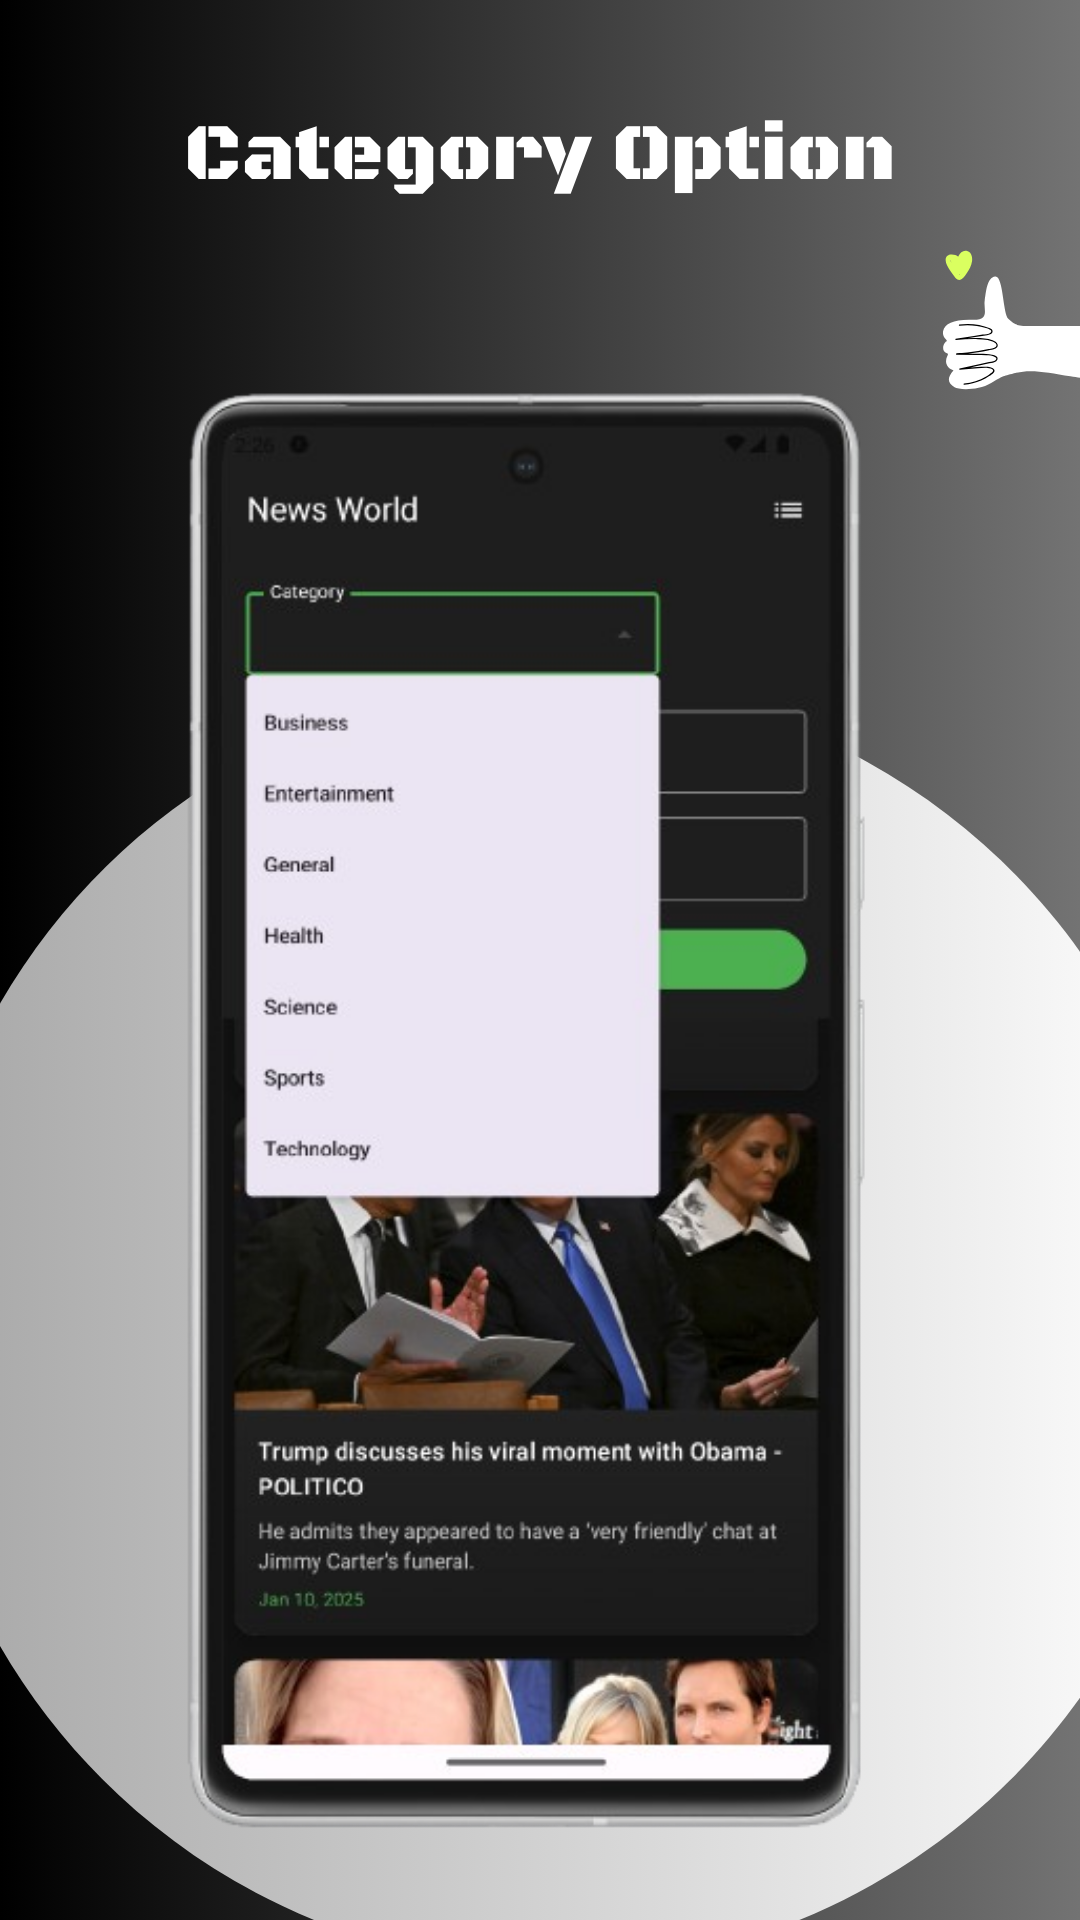 Category Option
2:26
News World
Category
Business
Entertainment
General
Health
Science
Sports
Technology
Trump discusses his viral moment with Obama -
POLITICO
He admits they appeared to have a 'very friendly' chat at
Jimmy Carter's funeral.
Jan 10, 2025